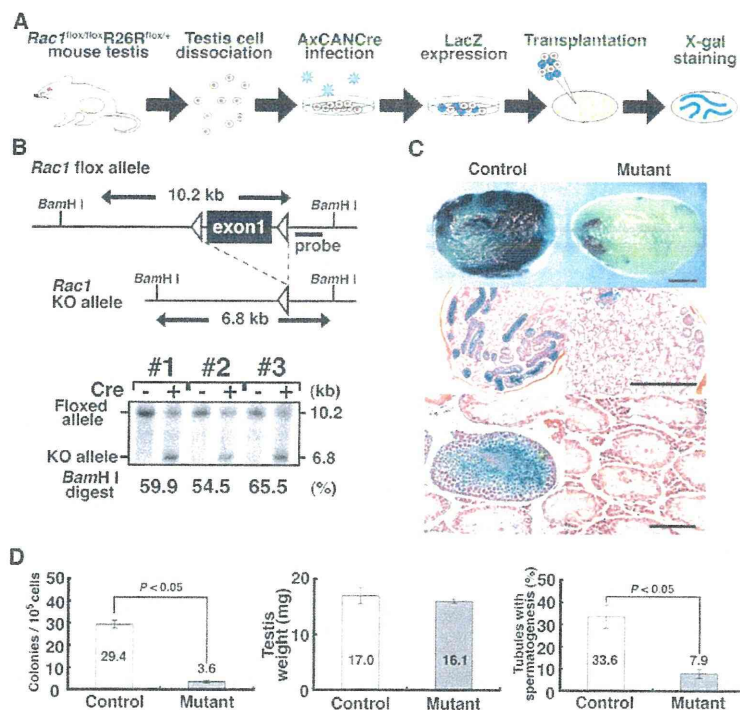 A
Rac1flox/floxR26Rflox/+
mouse testis
Testis cell
dissociation
AxCANCre
infection
LacZ
expression
Transplantation
X-gal
staining
B
Rac1 flox allele
10.2 kb
BamH I
exon1
BamH I
probe
Rac1
KO allele
BamH I
BamH I
6.8 kb
#1 #2 #3
Cre - + - + - + (kb)
Floxed
allele
10.2
KO allele
6.8
BamH I
digest
59.9 54.5 65.5 (%)
C
Control Mutant
D
Colonies / 10⁵ cells
50
40
30
20
10
0
P < 0.05
29.4
3.6
Control Mutant
Testis
weight (mg)
20
10
0
17.0
16.1
Control Mutant
Tubules with
spermatogenesis (%)
50
40
30
20
10
0
P < 0.05
33.6
7.9
Control Mutant